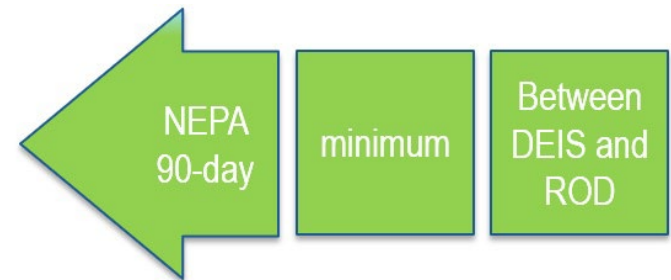 NEPA
90-day
minimum
Between
DEIS and
ROD